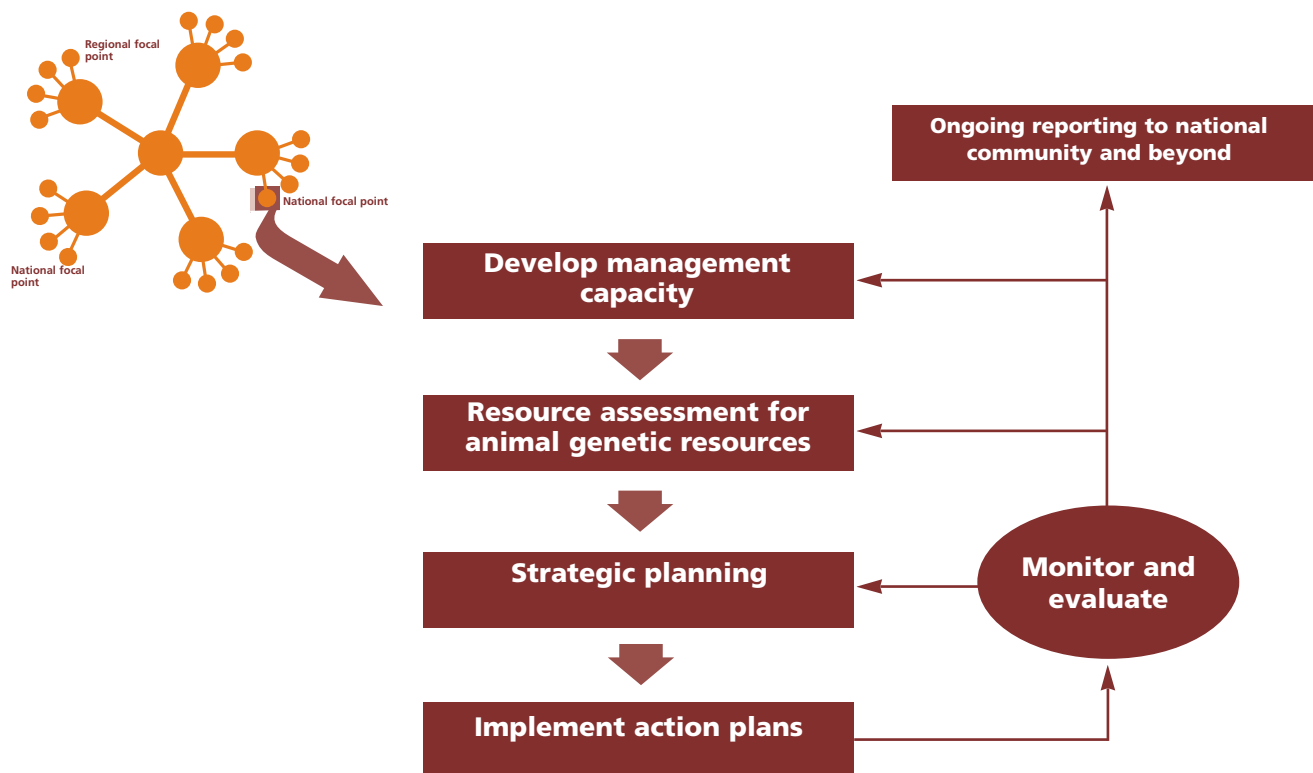 Regional focal
point
National focal point
National focal
point
Ongoing reporting to national
community and beyond
Develop management
capacity
Resource assessment for
animal genetic resources
Strategic planning
Monitor and
evaluate
Implement action plans